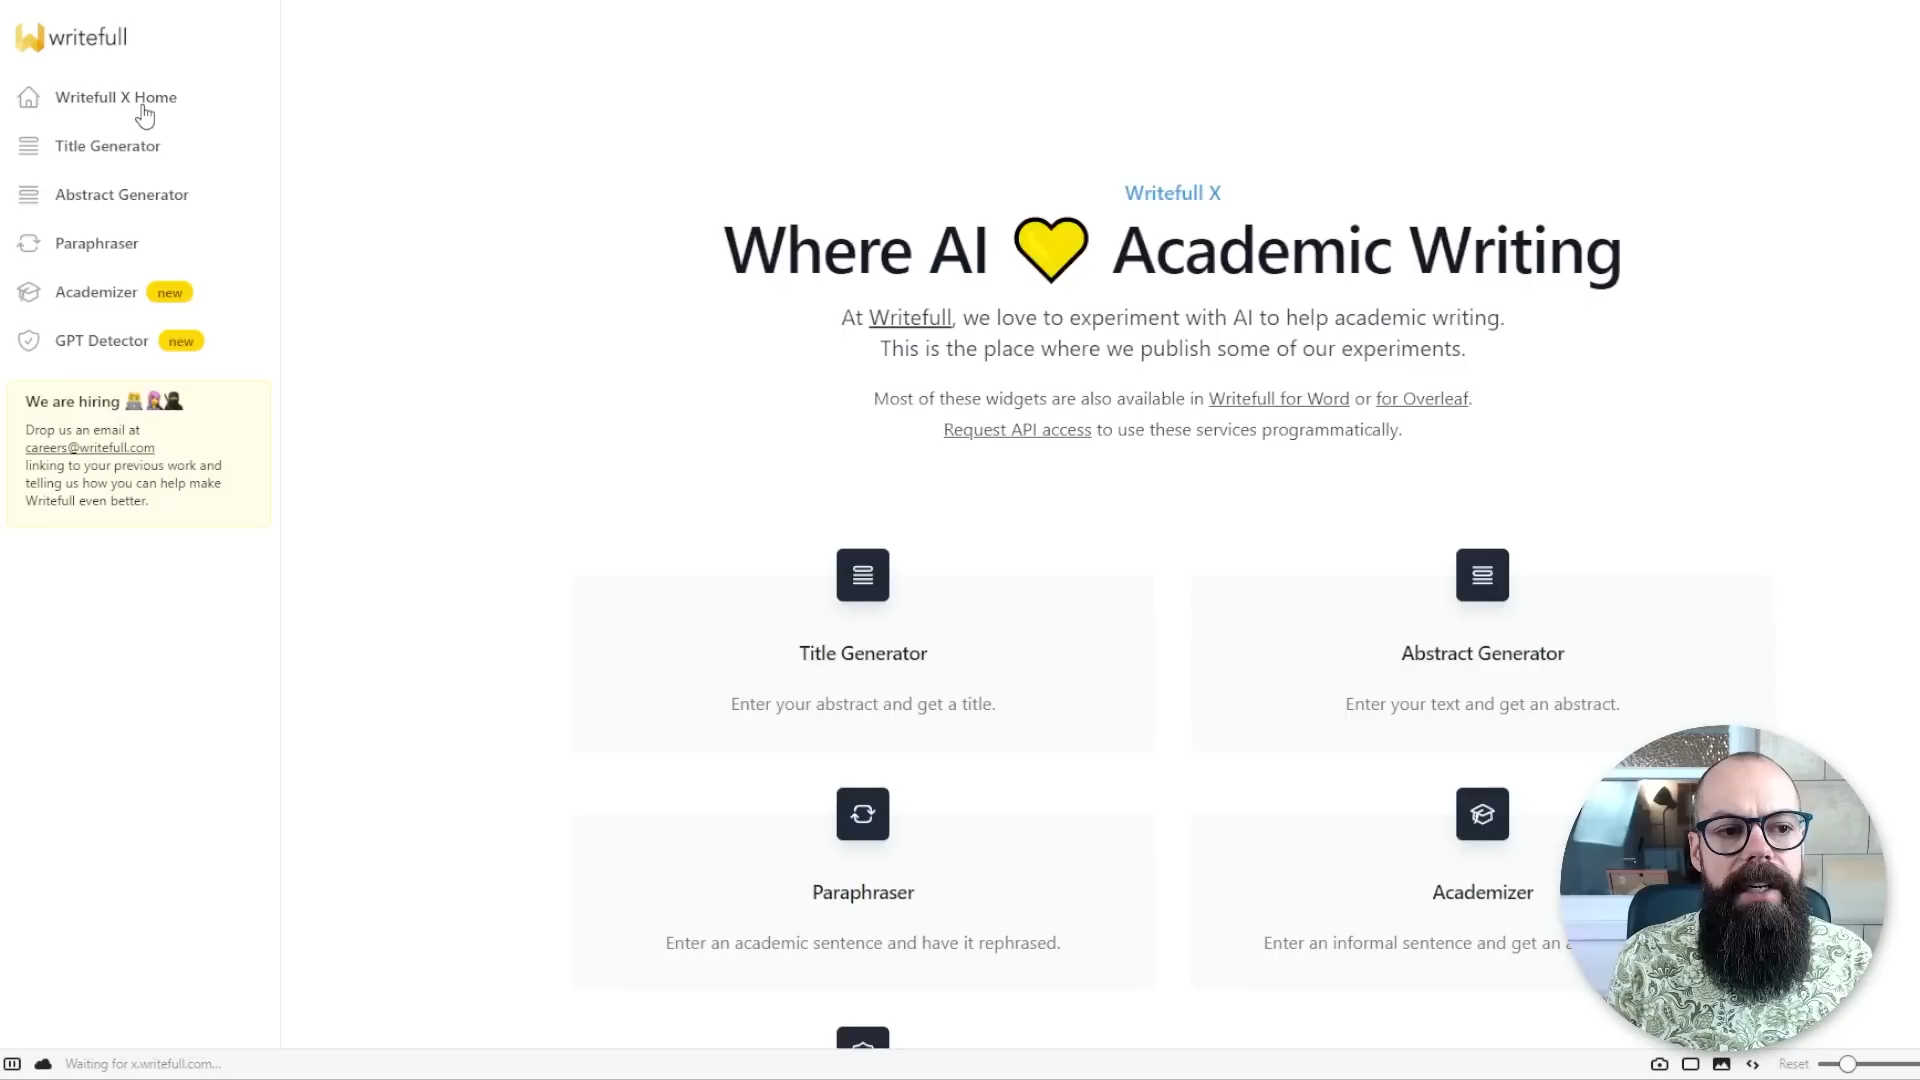 writefull
Writefull X Home
Title Generator
Abstract Generator
Paraphraser
Academizer new
GPT Detector new
We are hiring
Drop us an email at
careers@writefull.com
linking to your previous work and
telling us how you can help make
Writefull even better.
Writefull X
Where AI Academic Writing
At Writefull, we love to experiment with AI to help academic writing.
This is the place where we publish some of our experiments.
Most of these widgets are also available in Writefull for Word or for Overleaf.
Request API access to use these services programmatically.
Title Generator
Enter your abstract and get a title.
Abstract Generator
Enter your text and get an abstract.
Paraphraser
Enter an academic sentence and have it rephrased.
Academizer
Enter an informal sentence and get an
Waiting for x.writefull.com...
Reset